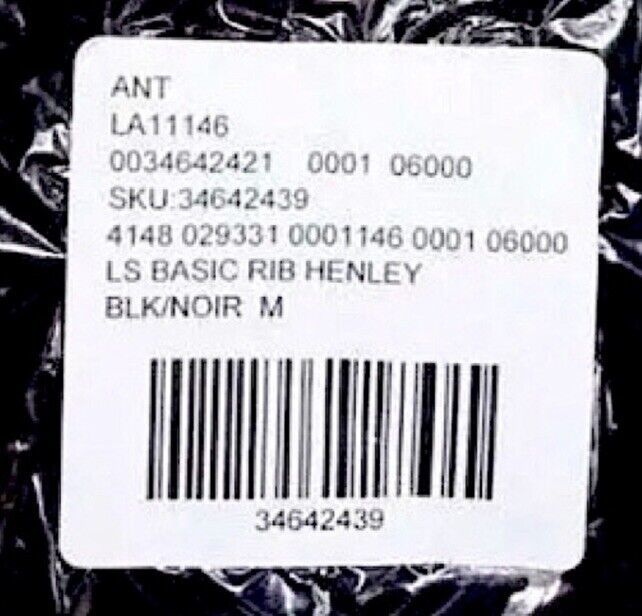 ANT
LA11146
0034642421 0001 06000
SKU:34642439
4148 029331 0001146 0001 06000
LS BASIC RIB HENLEY
BLK/NOIR M
34642439